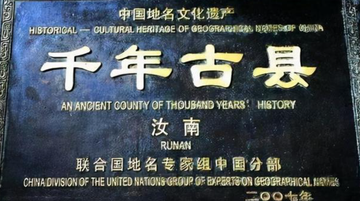 中国地名文化遗产
HISTORICAL — CULTURAL HERITAGE OF GEOGRAPHICAL NAMES OF CHINA
千年古县
AN ANCIENT COUNTY OF THOUSAND YEARS' HISTORY
汝南
RUNAN
联合国地名专家组中国分部
CHINA DIVISION OF THE UNITED NATIONS GROUP OF EXPERTS ON GEOGRAPHICAL NAMES
二〇〇七年